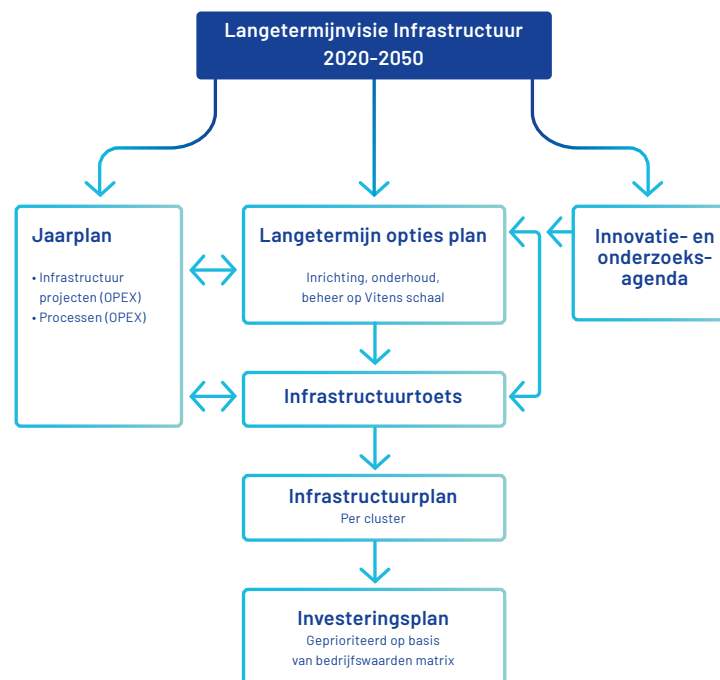 Langetermijnvisie Infrastructuur
2020-2050
Jaarplan
• Infrastructuur
projecten (OPEX)
• Processen (OPEX)
Langetermijn opties plan
Inrichting, onderhoud,
beheer op Vitens schaal
Innovatie- en
onderzoeks-
agenda
Infrastructuurtoets
Infrastructuurplan
Per cluster
Investeringsplan
Geprioriteerd op basis
van bedrijfswaarden matrix